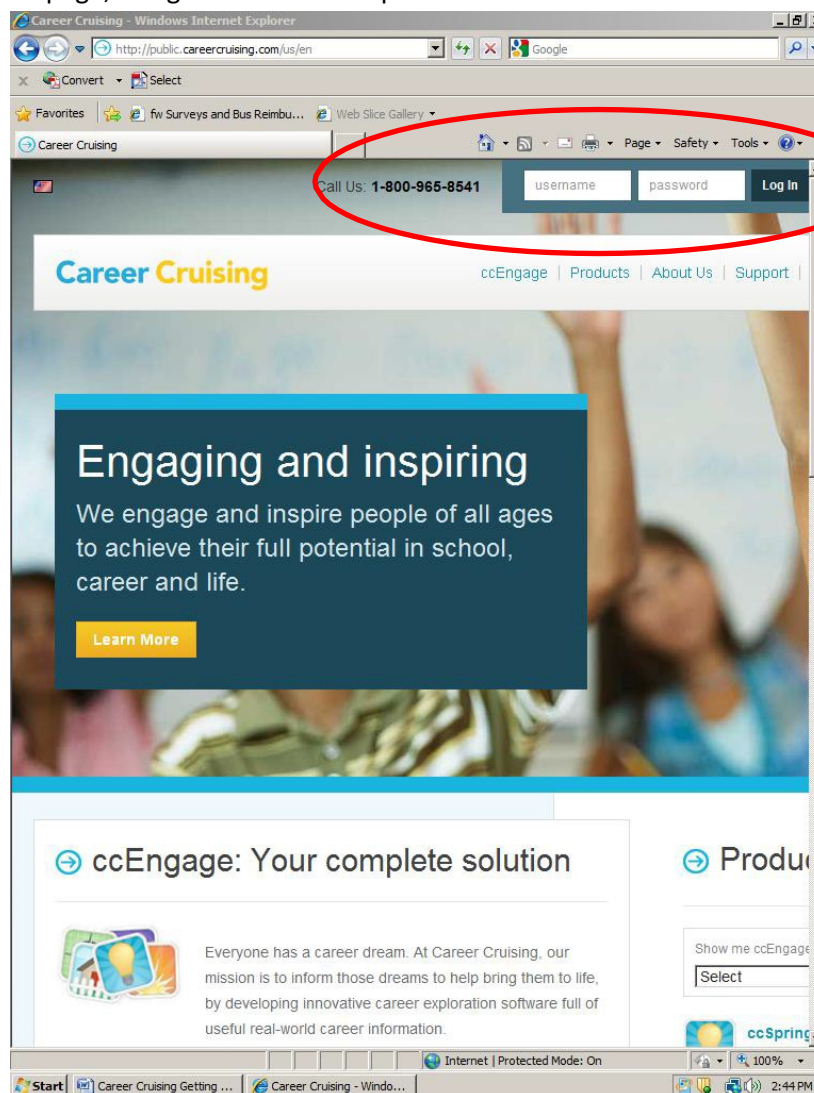 Career Cruising - Windows Internet Explorer
http://public.careercruising.com/us/en
Google
x Convert Select
Favorites fw Surveys and Bus Reimbu... Web Slice Gallery
Career Cruising
Page Safety Tools
Call Us: 1-800-965-8541
username password Log In
Career Cruising
ccEngage | Products | About Us | Support |
Engaging and inspiring
We engage and inspire people of all ages
to achieve their full potential in school,
career and life.
Learn More
ccEngage: Your complete solution
Everyone has a career dream. At Career Cruising, our
mission is to inform those dreams to help bring them to life,
by developing innovative career exploration software full of
useful real-world career information.
Produ
Show me ccEngage
Select
ccSpring
Internet | Protected Mode: On
100%
Start Career Cruising Getting ... Career Cruising - Windo... 2:44 PM